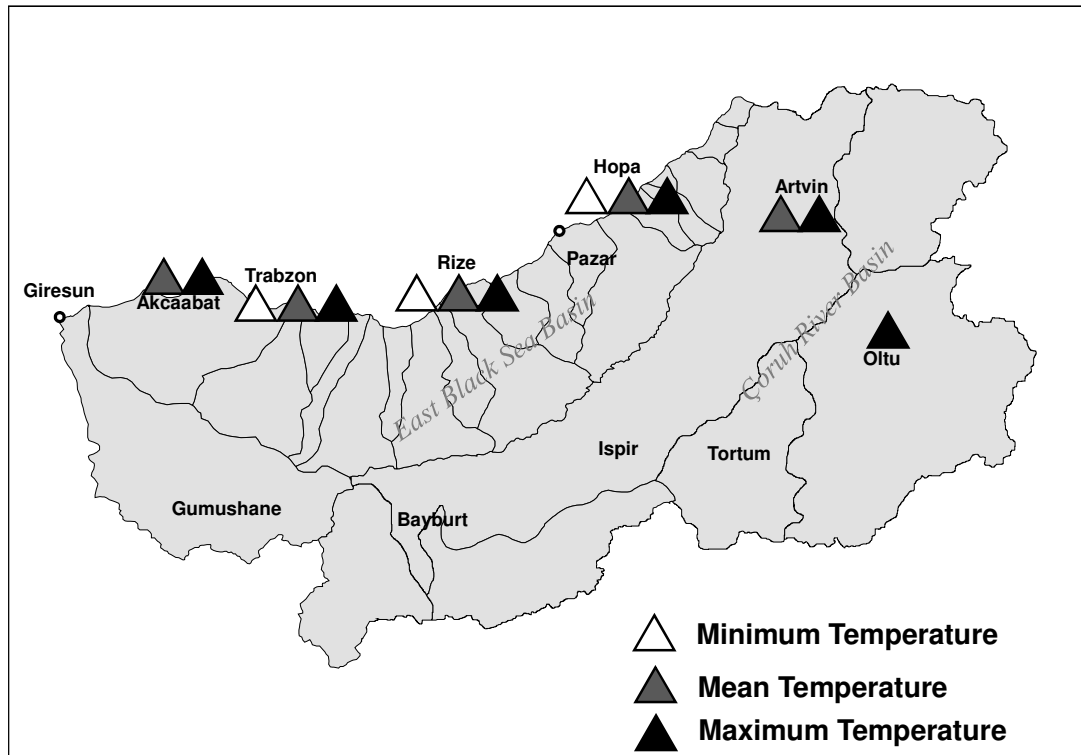 Hopa
Artvin
Pazar
Rize
Trabzon
Giresun
Akcaabat
East Black Sea Basin
Çoruh River Basin
Oltu
Ispir
Tortum
Gumushane
Bayburt
Minimum Temperature
Mean Temperature
Maximum Temperature